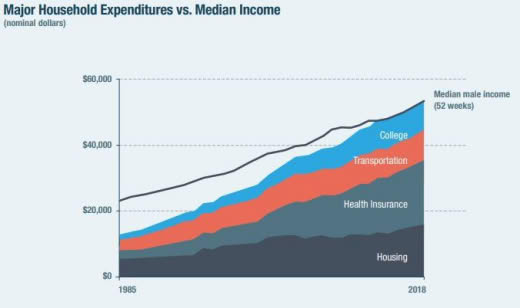 Major Household Expenditures vs. Median Income
(nominal dollars)
$60,000
Median male income
(52 weeks)
College
$40,000
Transportation
Health Insurance
$20,000
Housing
$0
1985
2018